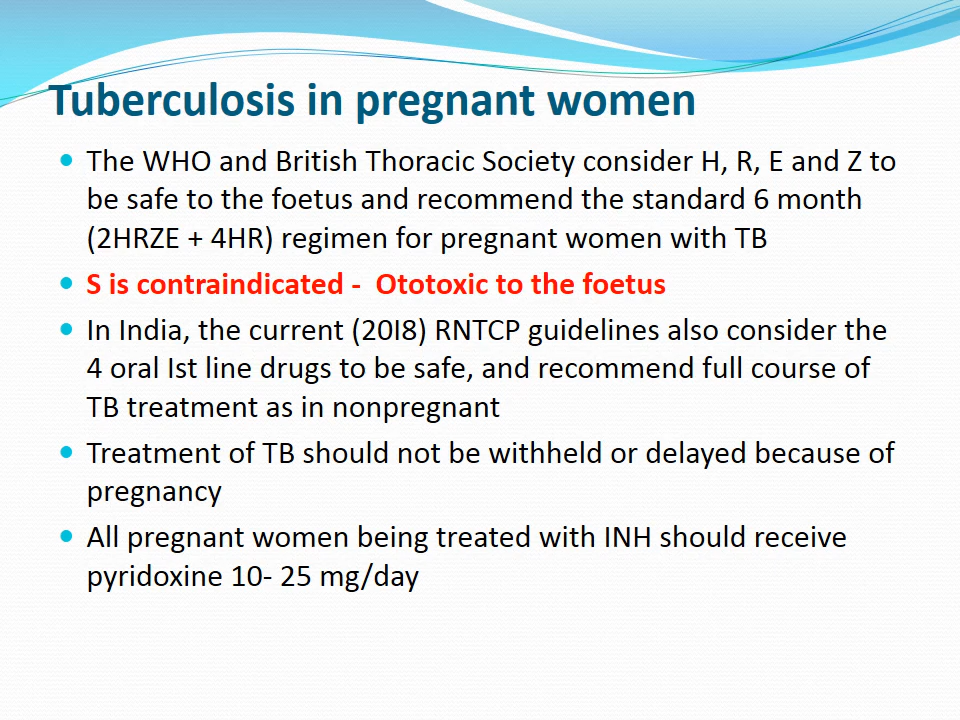 Tuberculosis in pregnant women
• The WHO and British Thoracic Society consider H, R, E and Z to
be safe to the foetus and recommend the standard 6 month
(2HRZE + 4HR) regimen for pregnant women with TB
• S is contraindicated - Ototoxic to the foetus
• In India, the current (20I8) RNTCP guidelines also consider the
4 oral Ist line drugs to be safe, and recommend full course of
TB treatment as in nonpregnant
• Treatment of TB should not be withheld or delayed because of
pregnancy
• All pregnant women being treated with INH should receive
pyridoxine 10- 25 mg/day